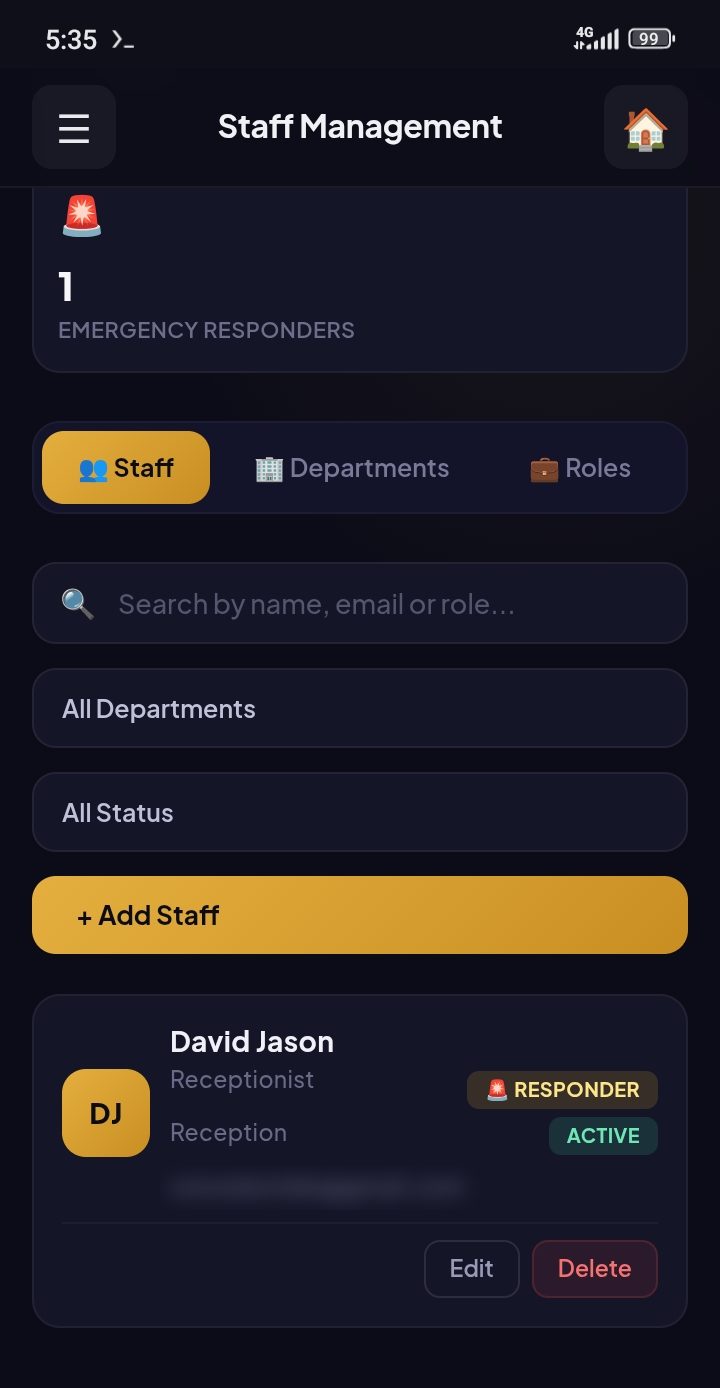 5:35
4G 99
Staff Management
1
EMERGENCY RESPONDERS
Staff Departments Roles
Search by name, email or role...
All Departments
All Status
+ Add Staff
David Jason
Receptionist
RESPONDER
DJ
Reception
ACTIVE
Edit Delete